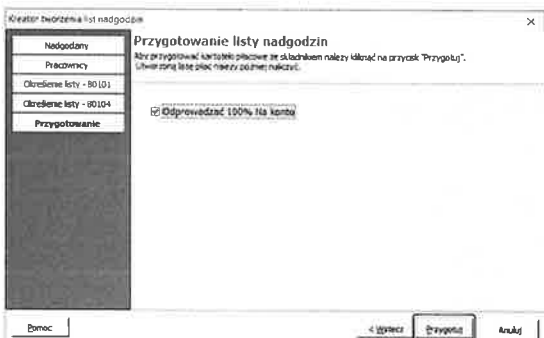 Kreator tworzenia list nadgodzin
Nadgodziny
Pracownicy
Określenie listy - 80101
Określenie listy - 80104
Przygotowanie
Przygotowanie listy nadgodzin
Aby przygotować kartoteki płacowe ze składnikiem należy kliknąć na przycisk "Przygotuj".
Utworzoną listę płac należy później naliczyć.
Odprowadzać 100% Na konto
Pomoc
< Wstecz
Przygotuj
Anuluj